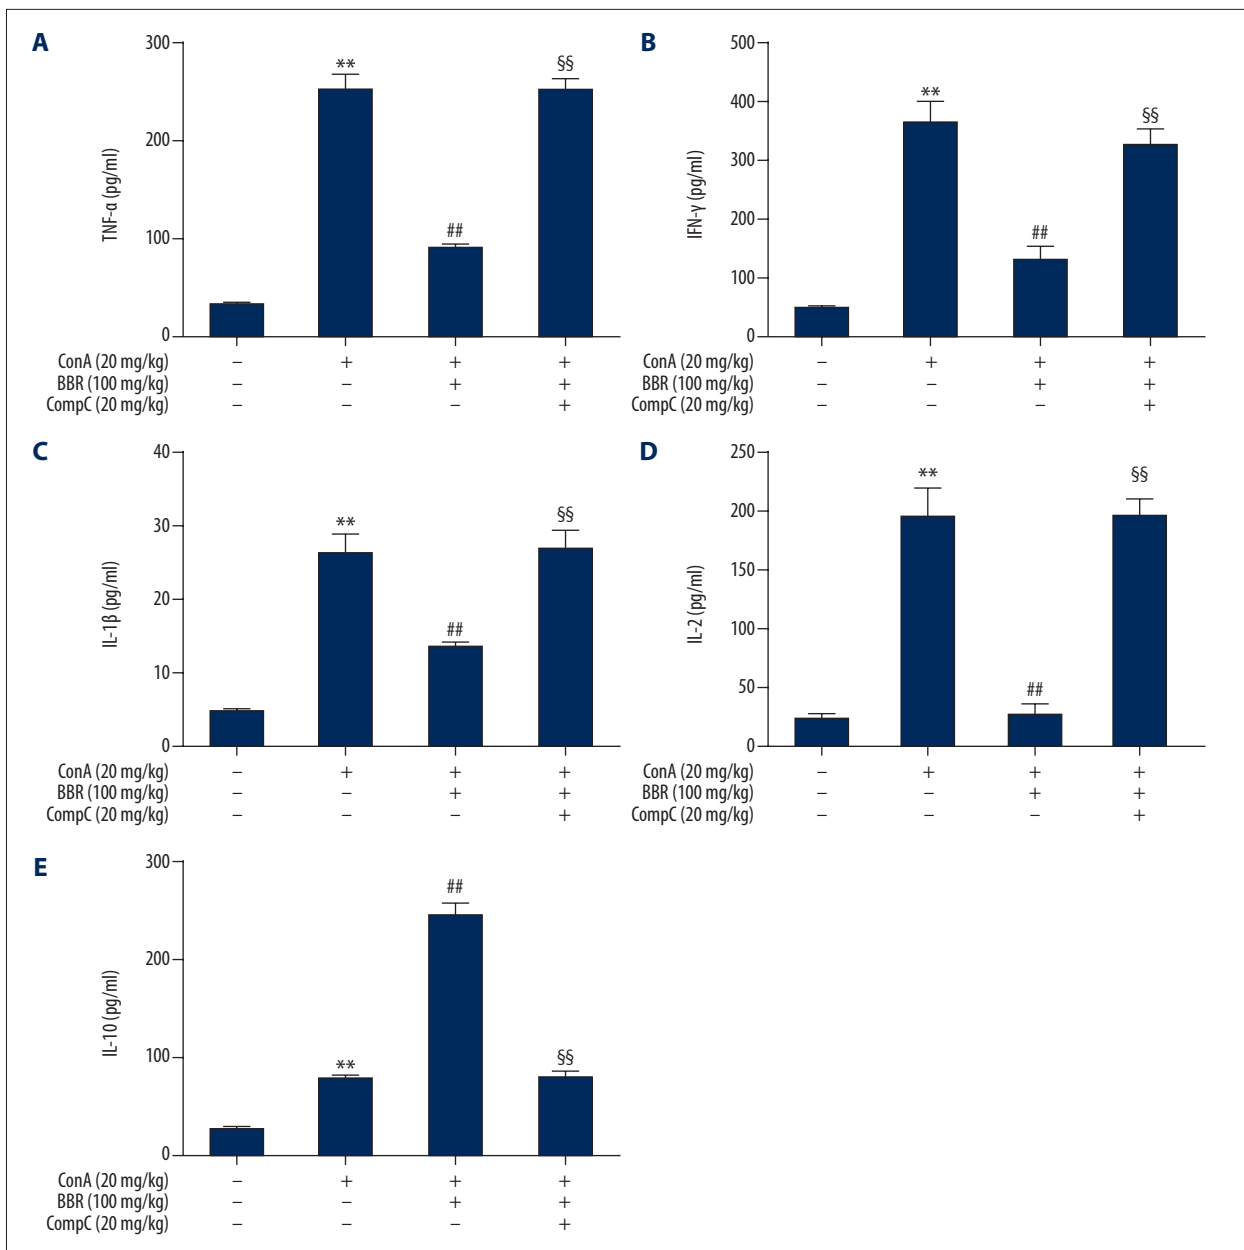 A
300
200
100
0
TNF-α (pg/ml)
**
##
§§
ConA (20 mg/kg) – + + +
BBR (100 mg/kg) – – + +
CompC (20 mg/kg) – – – +
B
500
400
300
200
100
0
IFN-γ (pg/ml)
**
##
§§
ConA (20 mg/kg) – + + +
BBR (100 mg/kg) – – + +
CompC (20 mg/kg) – – – +
C
40
30
20
10
0
IL-1β (pg/ml)
**
##
§§
ConA (20 mg/kg) – + + +
BBR (100 mg/kg) – – + +
CompC (20 mg/kg) – – – +
D
250
200
150
100
50
0
IL-2 (pg/ml)
**
##
§§
ConA (20 mg/kg) – + + +
BBR (100 mg/kg) – – + +
CompC (20 mg/kg) – – – +
E
300
200
100
0
IL-10 (pg/ml)
**
##
§§
ConA (20 mg/kg) – + + +
BBR (100 mg/kg) – – + +
CompC (20 mg/kg) – – – +